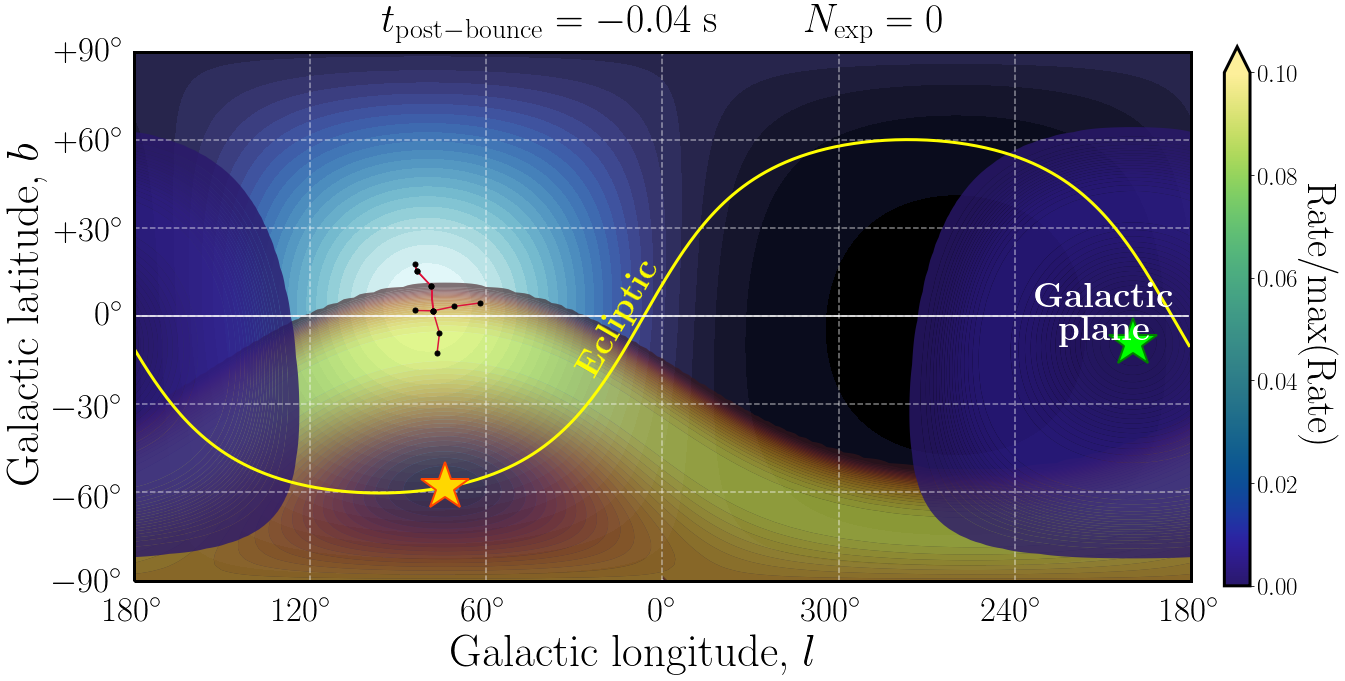 t_post−bounce = −0.04 s N_exp = 0
+90°
+60°
+30°
0°
−30°
−60°
−90°
Galactic latitude, b
Ecliptic
Galactic
plane
180°
120°
60°
0°
300°
240°
180°
Galactic longitude, l
0.10
0.08
0.06
0.04
0.02
0.00
Rate/max(Rate)